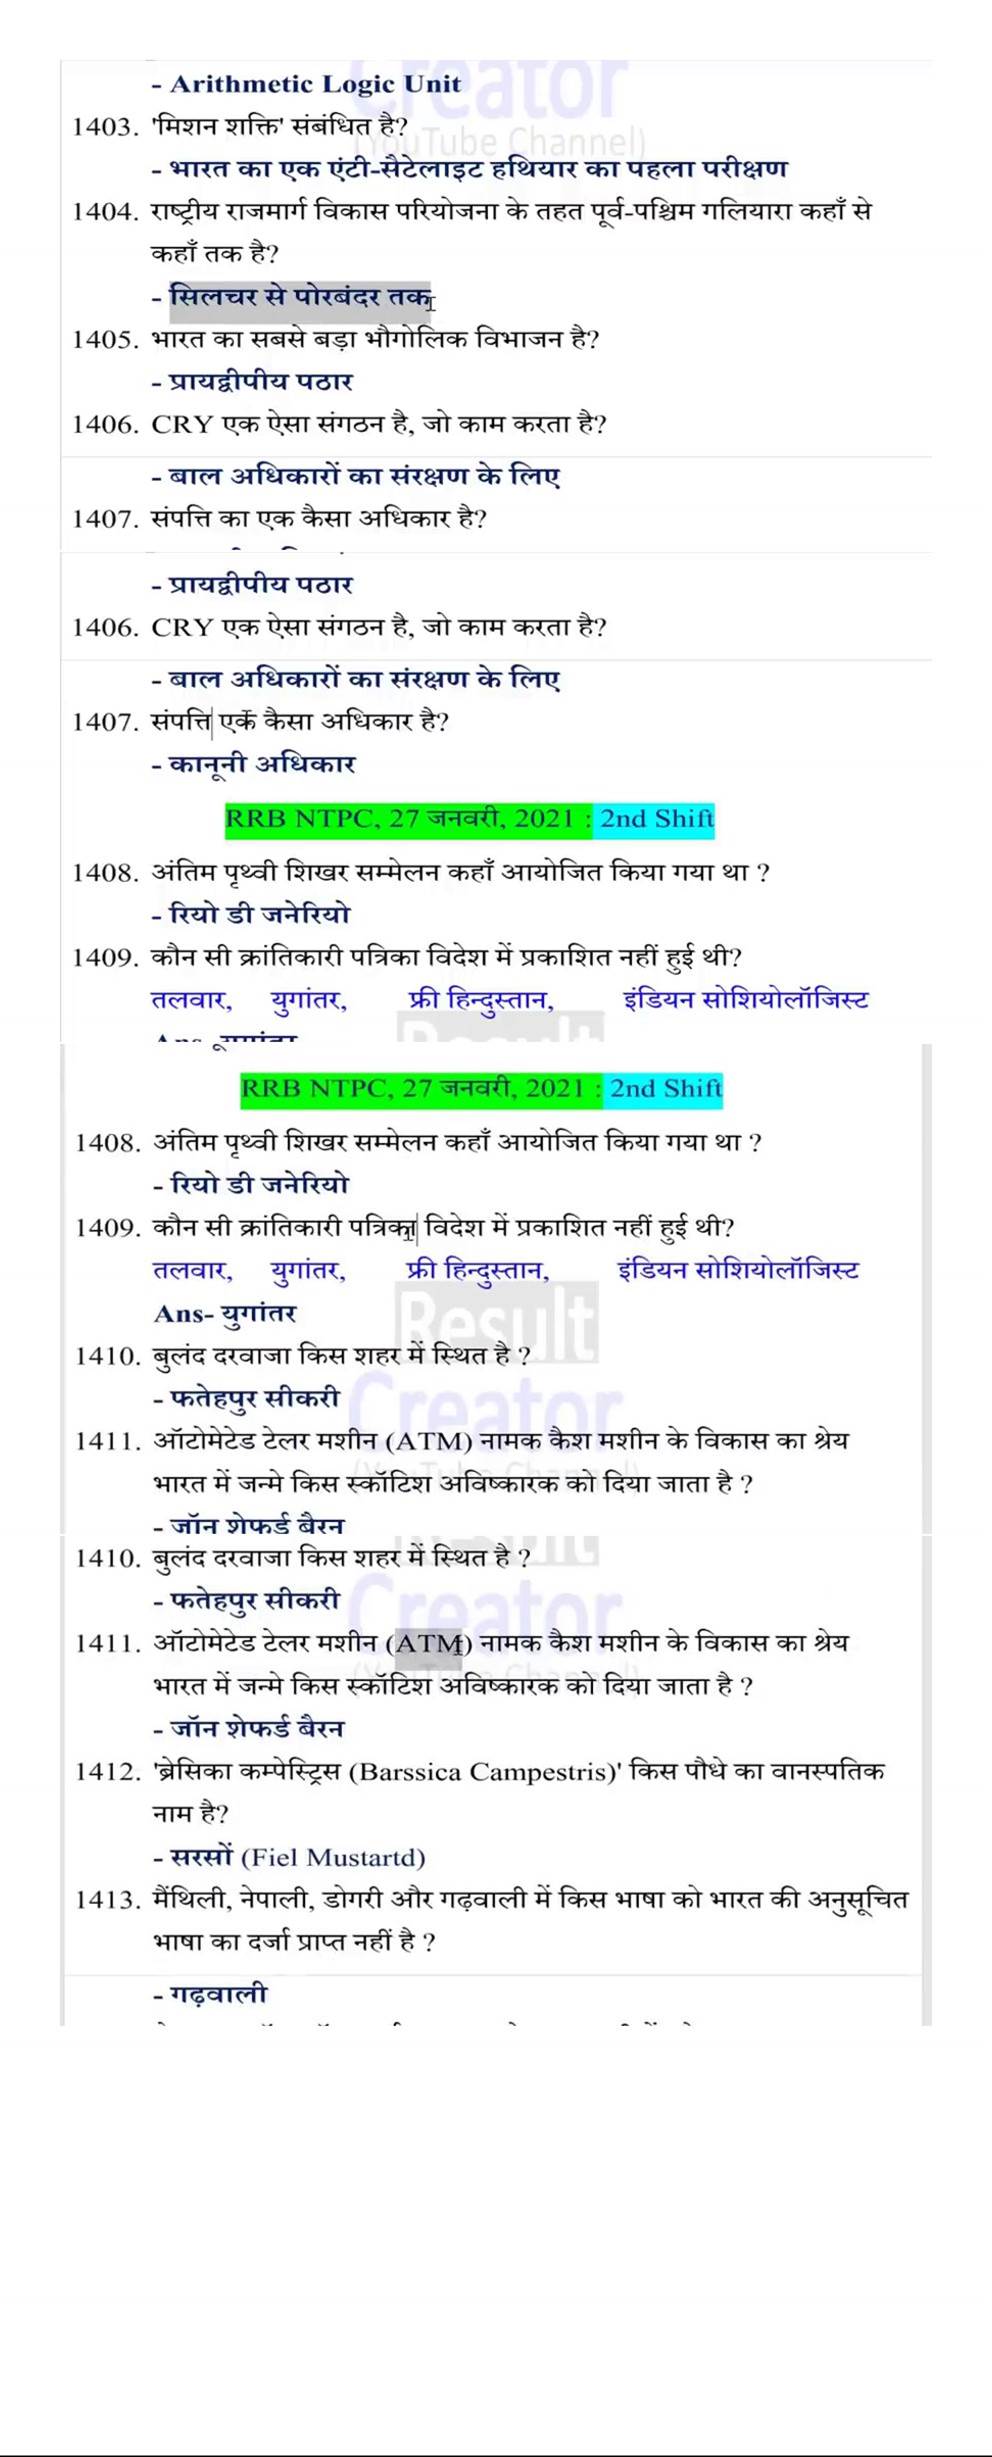 Creator
- Arithmetic Logic Unit
1403. 'मिशन शक्ति' संबंधित है?
(YouTube Channel)
- भारत का एक एंटी-सैटेलाइट हथियार का पहला परीक्षण
1404. राष्ट्रीय राजमार्ग विकास परियोजना के तहत पूर्व-पश्चिम गलियारा कहाँ से
कहाँ तक है?
- सिलचर से पोरबंदर तक
1405. भारत का सबसे बड़ा भौगोलिक विभाजन है?
- प्रायद्वीपीय पठार
1406. CRY एक ऐसा संगठन है, जो काम करता है?
- बाल अधिकारों का संरक्षण के लिए
1407. संपत्ति का एक कैसा अधिकार है?
- प्रायद्वीपीय पठार
1406. CRY एक ऐसा संगठन है, जो काम करता है?
- बाल अधिकारों का संरक्षण के लिए
1407. संपत्ति एक कैसा अधिकार है?
- कानूनी अधिकार
RRB NTPC, 27 जनवरी, 2021 : 2nd Shift
1408. अंतिम पृथ्वी शिखर सम्मेलन कहाँ आयोजित किया गया था ?
- रियो डी जनेरियो
1409. कौन सी क्रांतिकारी पत्रिका विदेश में प्रकाशित नहीं हुई थी?
तलवार, युगांतर, फ्री हिन्दुस्तान, इंडियन सोशियोलॉजिस्ट
RRB NTPC, 27 जनवरी, 2021 : 2nd Shift
1408. अंतिम पृथ्वी शिखर सम्मेलन कहाँ आयोजित किया गया था ?
- रियो डी जनेरियो
1409. कौन सी क्रांतिकारी पत्रिका विदेश में प्रकाशित नहीं हुई थी?
तलवार, युगांतर, फ्री हिन्दुस्तान, इंडियन सोशियोलॉजिस्ट
Ans- युगांतर
Result
1410. बुलंद दरवाजा किस शहर में स्थित है ?
- फतेहपुर सीकरी
Creator
1411. ऑटोमेटेड टेलर मशीन (ATM) नामक कैश मशीन के विकास का श्रेय
भारत में जन्मे किस स्कॉटिश अविष्कारक को दिया जाता है ?
- जॉन शेफर्ड बैरन
1410. बुलंद दरवाजा किस शहर में स्थित है ?
- फतेहपुर सीकरी
Creator
1411. ऑटोमेटेड टेलर मशीन (ATM) नामक कैश मशीन के विकास का श्रेय
भारत में जन्मे किस स्कॉटिश अविष्कारक को दिया जाता है ?
- जॉन शेफर्ड बैरन
1412. 'ब्रेसिका कम्पेस्ट्रिस (Barssica Campestris)' किस पौधे का वानस्पतिक
नाम है?
- सरसों (Fiel Mustartd)
1413. मैंथिली, नेपाली, डोगरी और गढ़वाली में किस भाषा को भारत की अनुसूचित
भाषा का दर्जा प्राप्त नहीं है ?
- गढ़वाली